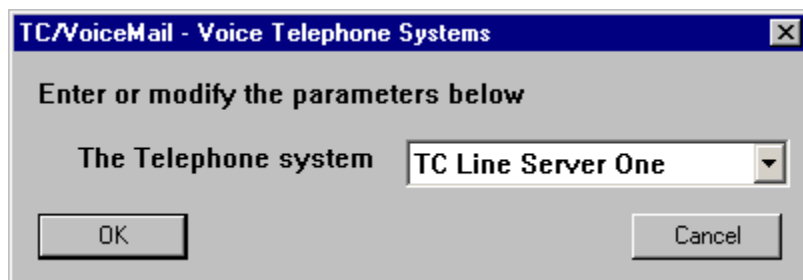 TC/VoiceMail - Voice Telephone Systems
Enter or modify the parameters below
The Telephone system TC Line Server One
OK Cancel